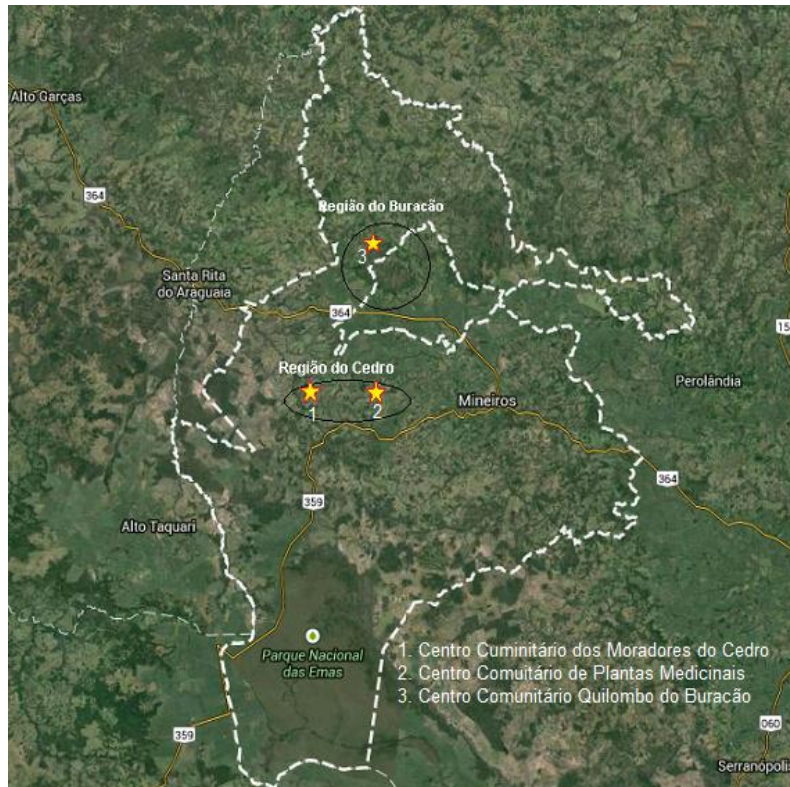 Alto Garças
364
Região do Buracão
3
Santa Rita
do Araguaia
364
15
Região do Cedro
1
2
Mineiros
Perolândia
364
359
Alto Taquari
Parque Nacional
das Emas
1. Centro Cuminitário dos Moradores do Cedro
2. Centro Comuitário de Plantas Medicinais
3. Centro Comunitário Quilombo do Buracão
359
060
Serranópolis